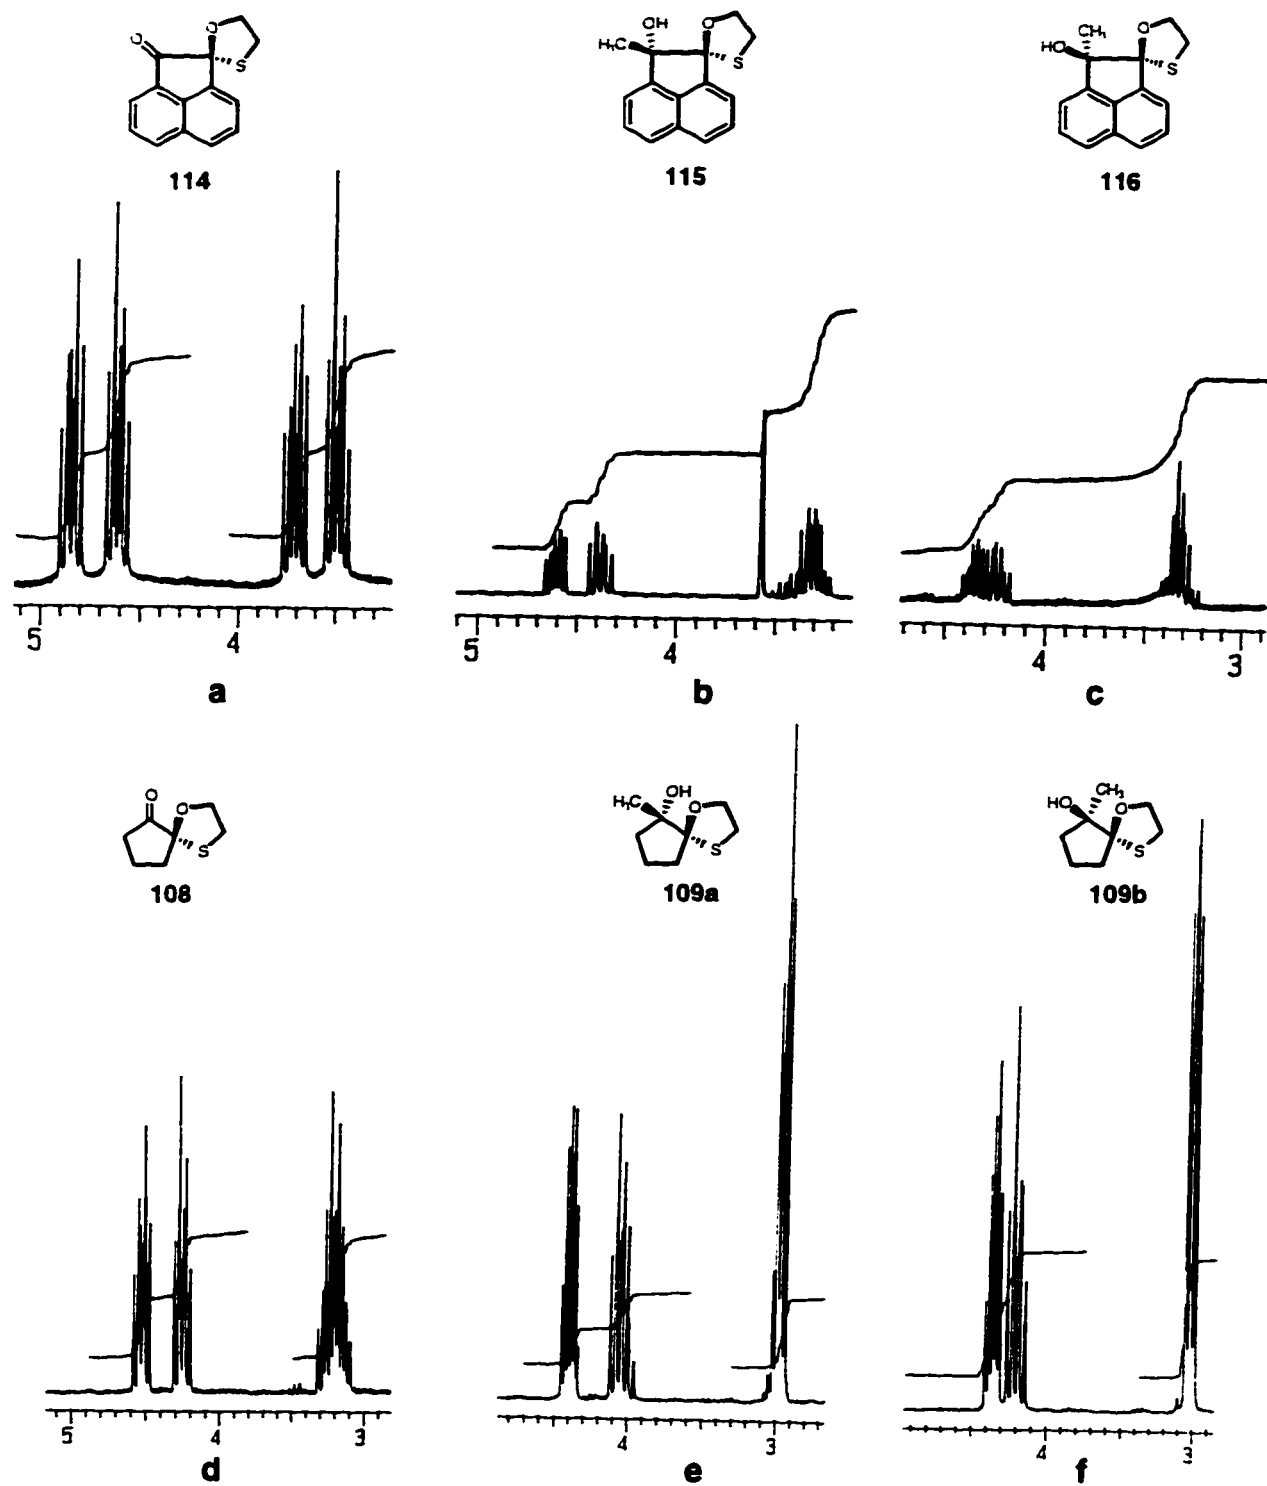 O O S
114
OH H₃C O S
115
CH₃ HO O S
116
5 4
a
5 4
b
4 3
c
O O S
108
H₃C OH O S
109a
HO CH₃ O S
109b
5 4 3
d
4 3
e
4 3
f